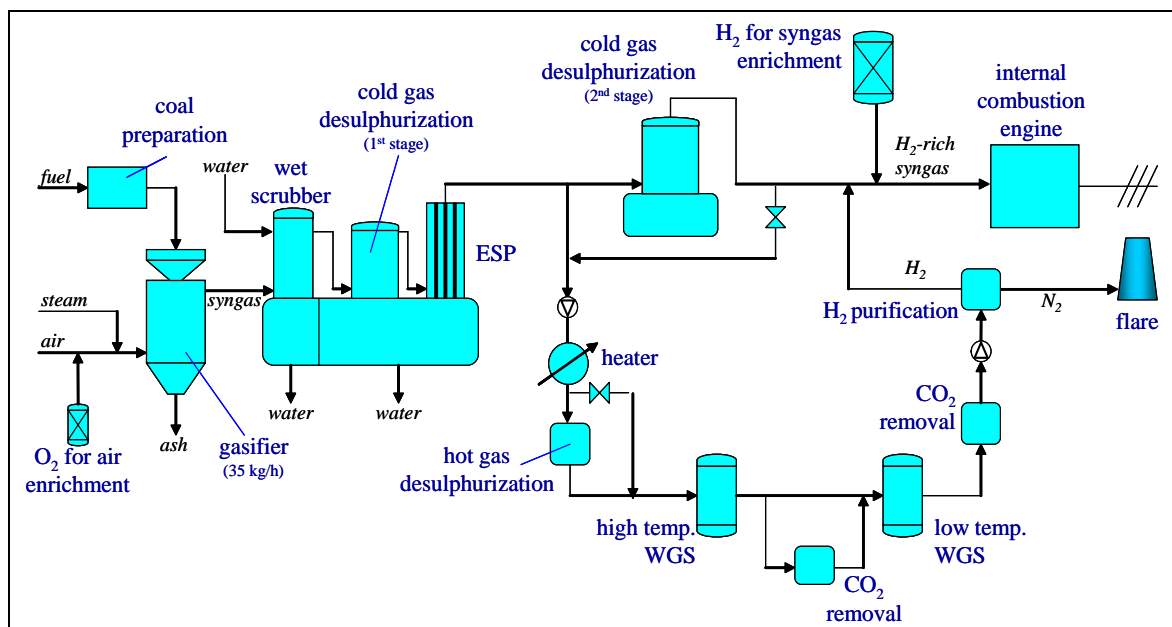 H2 for syngas
enrichment
cold gas
desulphurization
(2nd stage)
internal
combustion
engine
coal
preparation
cold gas
desulphurization
(1st stage)
H2-rich
syngas
fuel
water
wet
scrubber
ESP
steam
syngas
H2
air
H2 purification
N2
flare
heater
water
water
ash
CO2
removal
O2 for air
enrichment
gasifier
(35 kg/h)
hot gas
desulphurization
high temp.
WGS
low temp.
WGS
CO2
removal